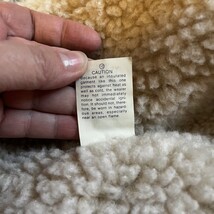 CAUTION
Because an insulated
garment like this, one
protects against heat as
well as cold, the wearer
may not immediately
notice accidental igni-
tion. It should not, there-
fore, be worn in hazard-
ous areas, especially
near an open flame.